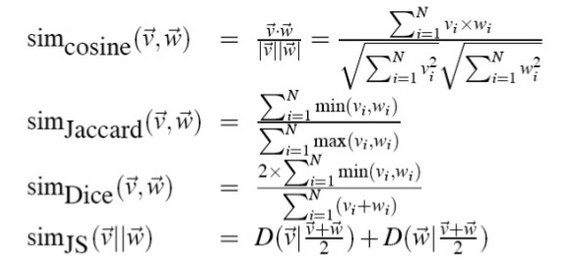 sim_cosine(v⃗, w⃗) = v⃗·w⃗ / |v⃗||w⃗| = ∑_{i=1}^{N} v_i×w_i / √(∑_{i=1}^{N} v_i^2) √(∑_{i=1}^{N} w_i^2)
sim_Jaccard(v⃗, w⃗) = ∑_{i=1}^{N} min(v_i,w_i) / ∑_{i=1}^{N} max(v_i,w_i)
sim_Dice(v⃗, w⃗) = 2×∑_{i=1}^{N} min(v_i,w_i) / ∑_{i=1}^{N} (v_i+w_i)
sim_JS(v⃗||w⃗) = D(v⃗|(v⃗+w⃗)/2) + D(w⃗|(v⃗+w⃗)/2)